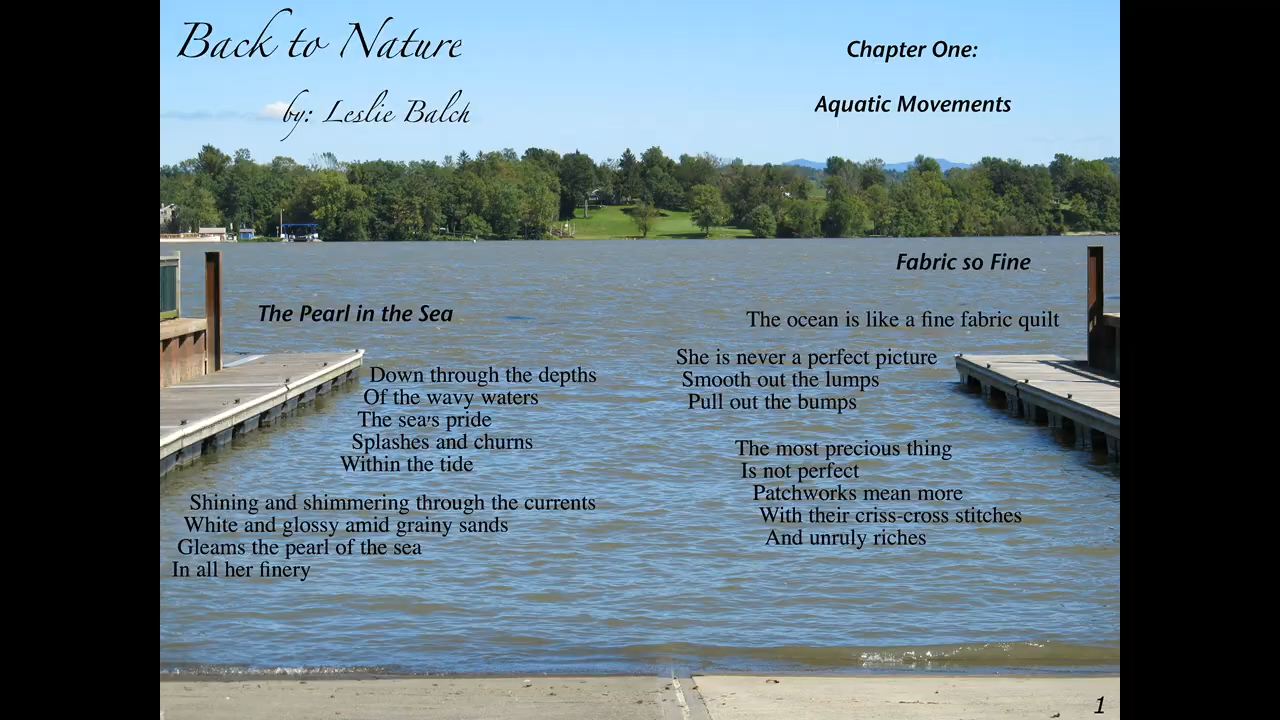 Back to Nature
by: Leslie Balch
Chapter One:
Aquatic Movements
The Pearl in the Sea
Down through the depths
Of the wavy waters
The sea's pride
Splashes and churns
Within the tide
Shining and shimmering through the currents
White and glossy amid grainy sands
Gleams the pearl of the sea
In all her finery
Fabric so Fine
The ocean is like a fine fabric quilt
She is never a perfect picture
Smooth out the lumps
Pull out the bumps
The most precious thing
Is not perfect
Patchworks mean more
With their criss-cross stitches
And unruly riches
1